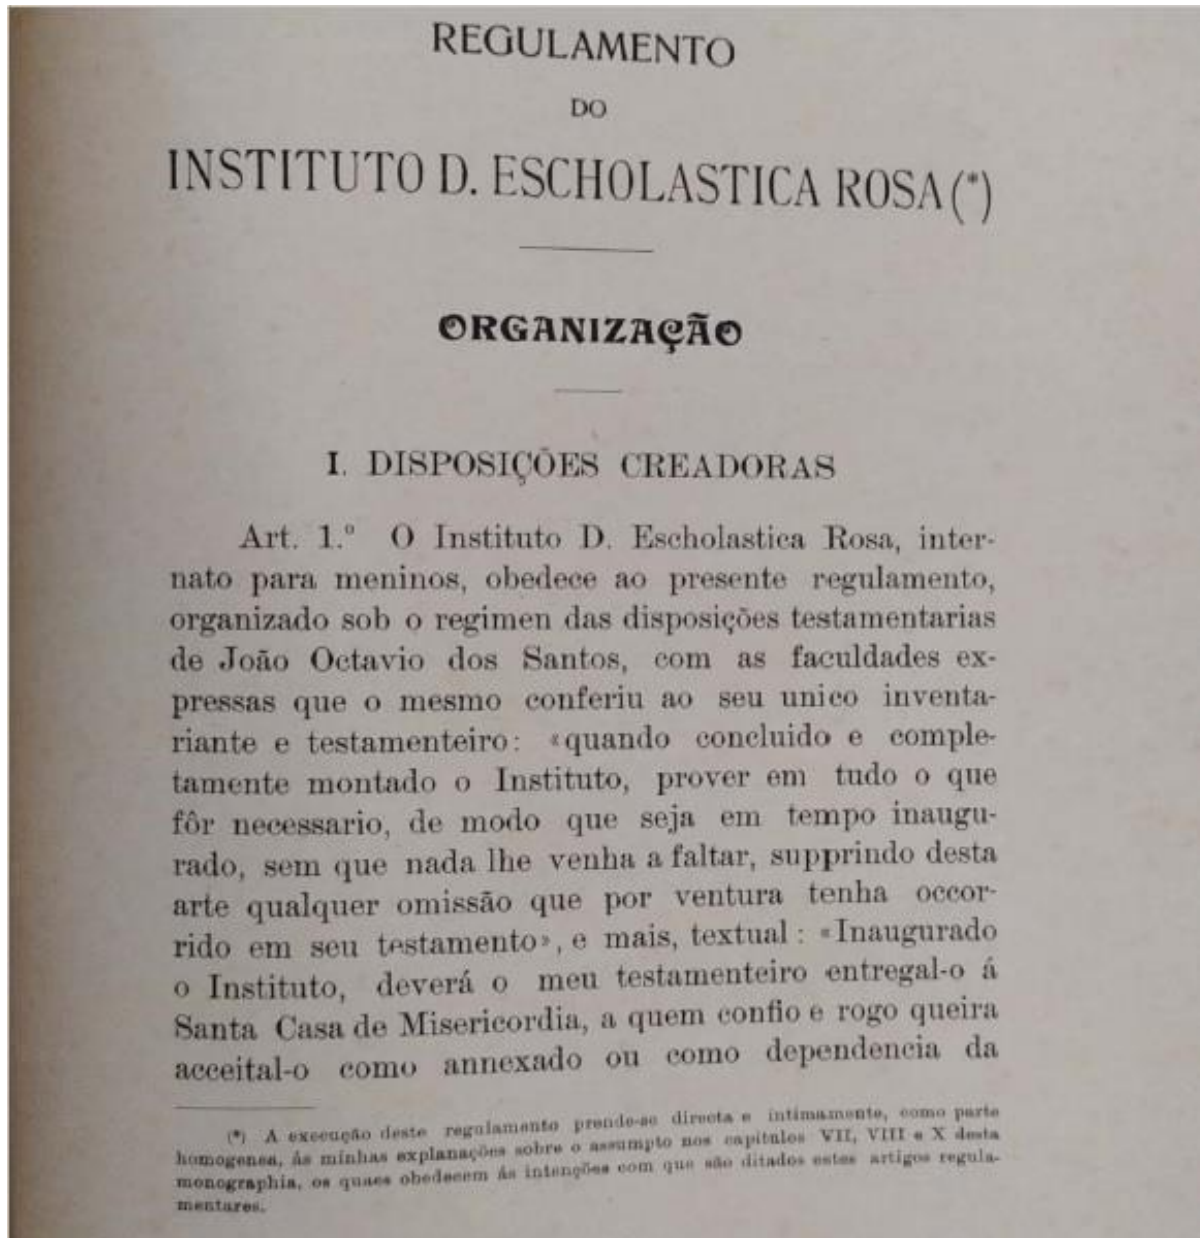 REGULAMENTO
DO
INSTITUTO D. ESCHOLASTICA ROSA (*)
ORGANIZAÇÃO
I. DISPOSIÇÕES CREADORAS
Art. 1.º O Instituto D. Escholastica Rosa, inter-
nato para meninos, obedece ao presente regulamento,
organizado sob o regimen das disposições testamentarias
de João Octavio dos Santos, com as faculdades ex-
pressas que o mesmo conferiu ao seu unico inventa-
riante e testamenteiro: «quando concluido e comple-
tamente montado o Instituto, prover em tudo o que
fôr necessario, de modo que seja em tempo inaugu-
rado, sem que nada lhe venha a faltar, supprindo desta
arte qualquer omissão que por ventura tenha occor-
rido em seu testamento», e mais, textual: «Inaugurado
o Instituto, deverá o meu testamenteiro entregal-o á
Santa Casa de Misericordia, a quem confio e rogo queira
acceital-o como annexado ou como dependencia da
(*) A execução deste regulamento prende-se directa e intimamente, como parte
homogenea, ás minhas explanações sobre o assumpto nos capitulos VII, VIII e X desta
monographia, os quaes obedecem ás intenções com que são ditados estes artigos regula-
mentares.